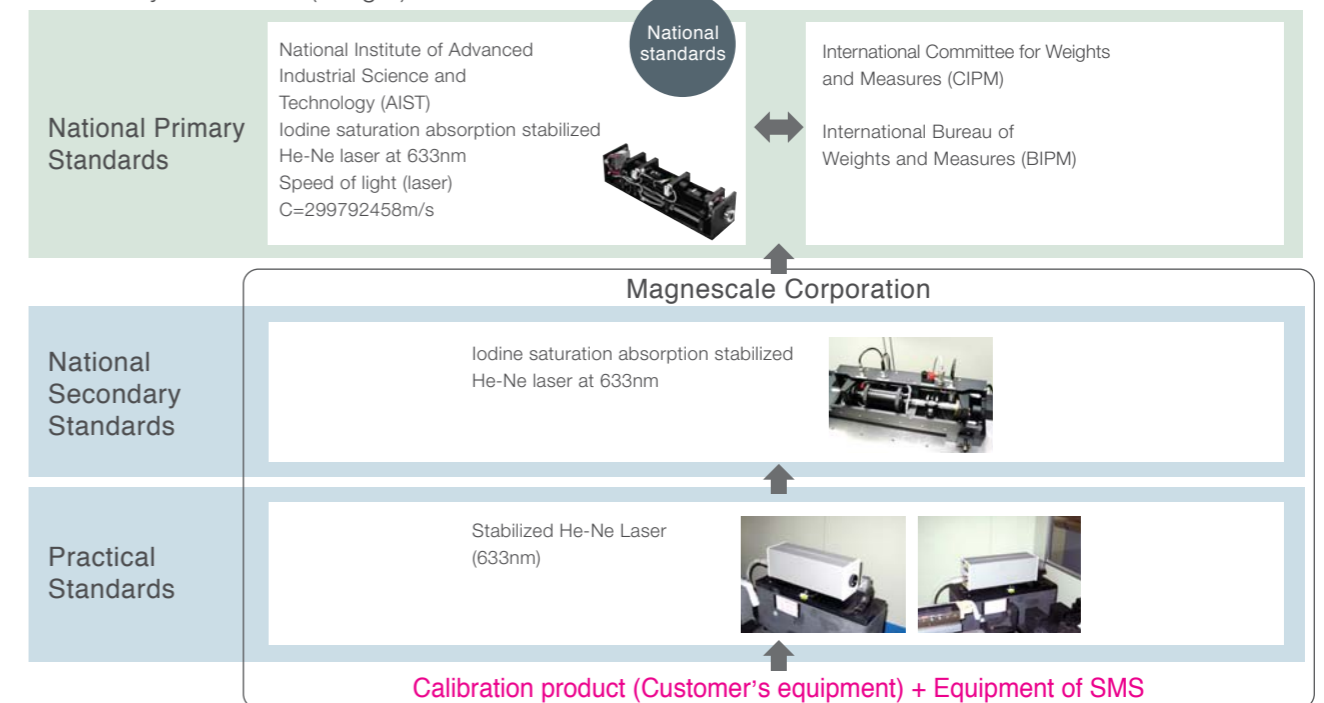 National Primary
Standards
National Institute of Advanced
Industrial Science and
Technology (AIST)
Iodine saturation absorption stabilized
He-Ne laser at 633nm
Speed of light (laser)
C=299792458m/s
National
standards
International Committee for Weights
and Measures (CIPM)
International Bureau of
Weights and Measures (BIPM)
Magnescale Corporation
National
Secondary
Standards
Iodine saturation absorption stabilized
He-Ne laser at 633nm
Practical
Standards
Stabilized He-Ne Laser
(633nm)
Calibration product (Customer's equipment) + Equipment of SMS